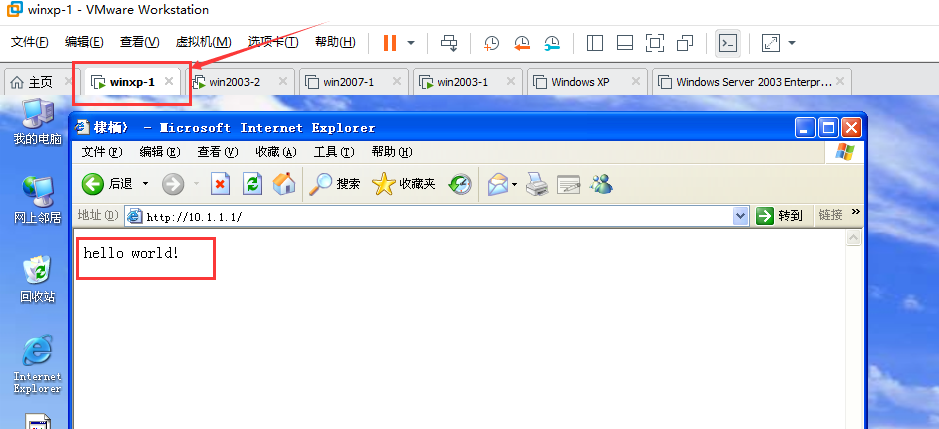 winxp-1 - VMware Workstation
文件(F) 编辑(E) 查看(V) 虚拟机(M) 选项卡(T) 帮助(H)
主页 winxp-1 win2003-2 win2007-1 win2003-1 Windows XP Windows Server 2003 Enterpr...
我的电脑
网上邻居
回收站
Internet
Explorer
棣栭〉 - Microsoft Internet Explorer
文件(F) 编辑(E) 查看(V) 收藏(A) 工具(T) 帮助(H)
后退 搜索 收藏夹
地址(D) http://10.1.1.1/ 转到 链接 »
hello world!